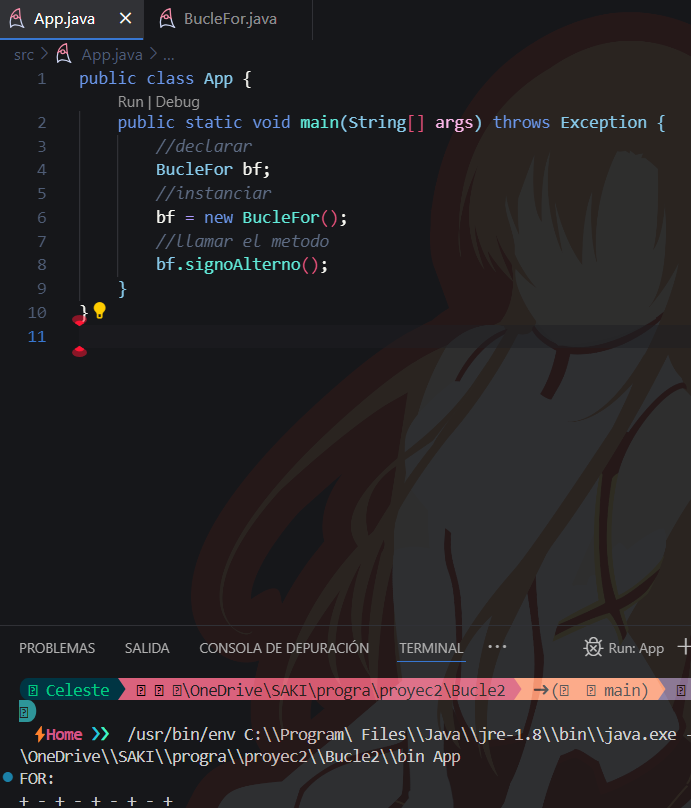 App.java
BucleFor.java
src > App.java > ...
1 public class App {
Run | Debug
2 public static void main(String[] args) throws Exception {
3 //declarar
4 BucleFor bf;
5 //instanciar
6 bf = new BucleFor();
7 //llamar el metodo
8 bf.signoAlterno();
9 }
10 }
11
PROBLEMAS SALIDA CONSOLA DE DEPURACIÓN TERMINAL ... Run: App
Celeste \OneDrive\SAKI\progra\proyec2\Bucle2 →( main)
Home /usr/bin/env C:\\Program\ Files\\Java\\jre-1.8\\bin\\java.exe -
\OneDrive\\SAKI\\progra\\proyec2\\Bucle2\\bin App
FOR:
+ - + - + - + - +